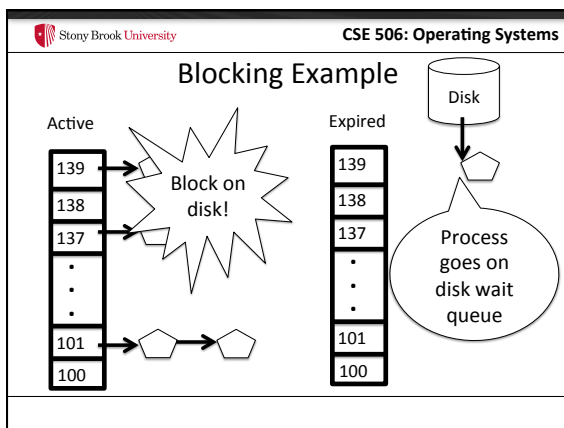 Stony Brook University
CSE 506: Operating Systems
Blocking Example
Disk
Active
Expired
139
138
137
.
.
.
101
100
Block on
disk!
139
138
137
.
.
.
101
100
Process
goes on
disk wait
queue